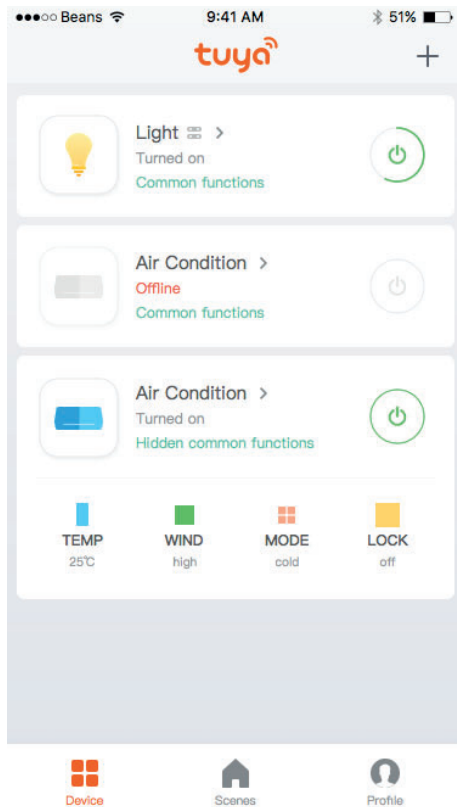 Beans 9:41 AM 51%
tuya
Light
Turned on
Common functions
Air Condition
Offline
Common functions
Air Condition
Turned on
Hidden common functions
TEMP WIND MODE LOCK
25℃ high cold off
Device Scenes Profile